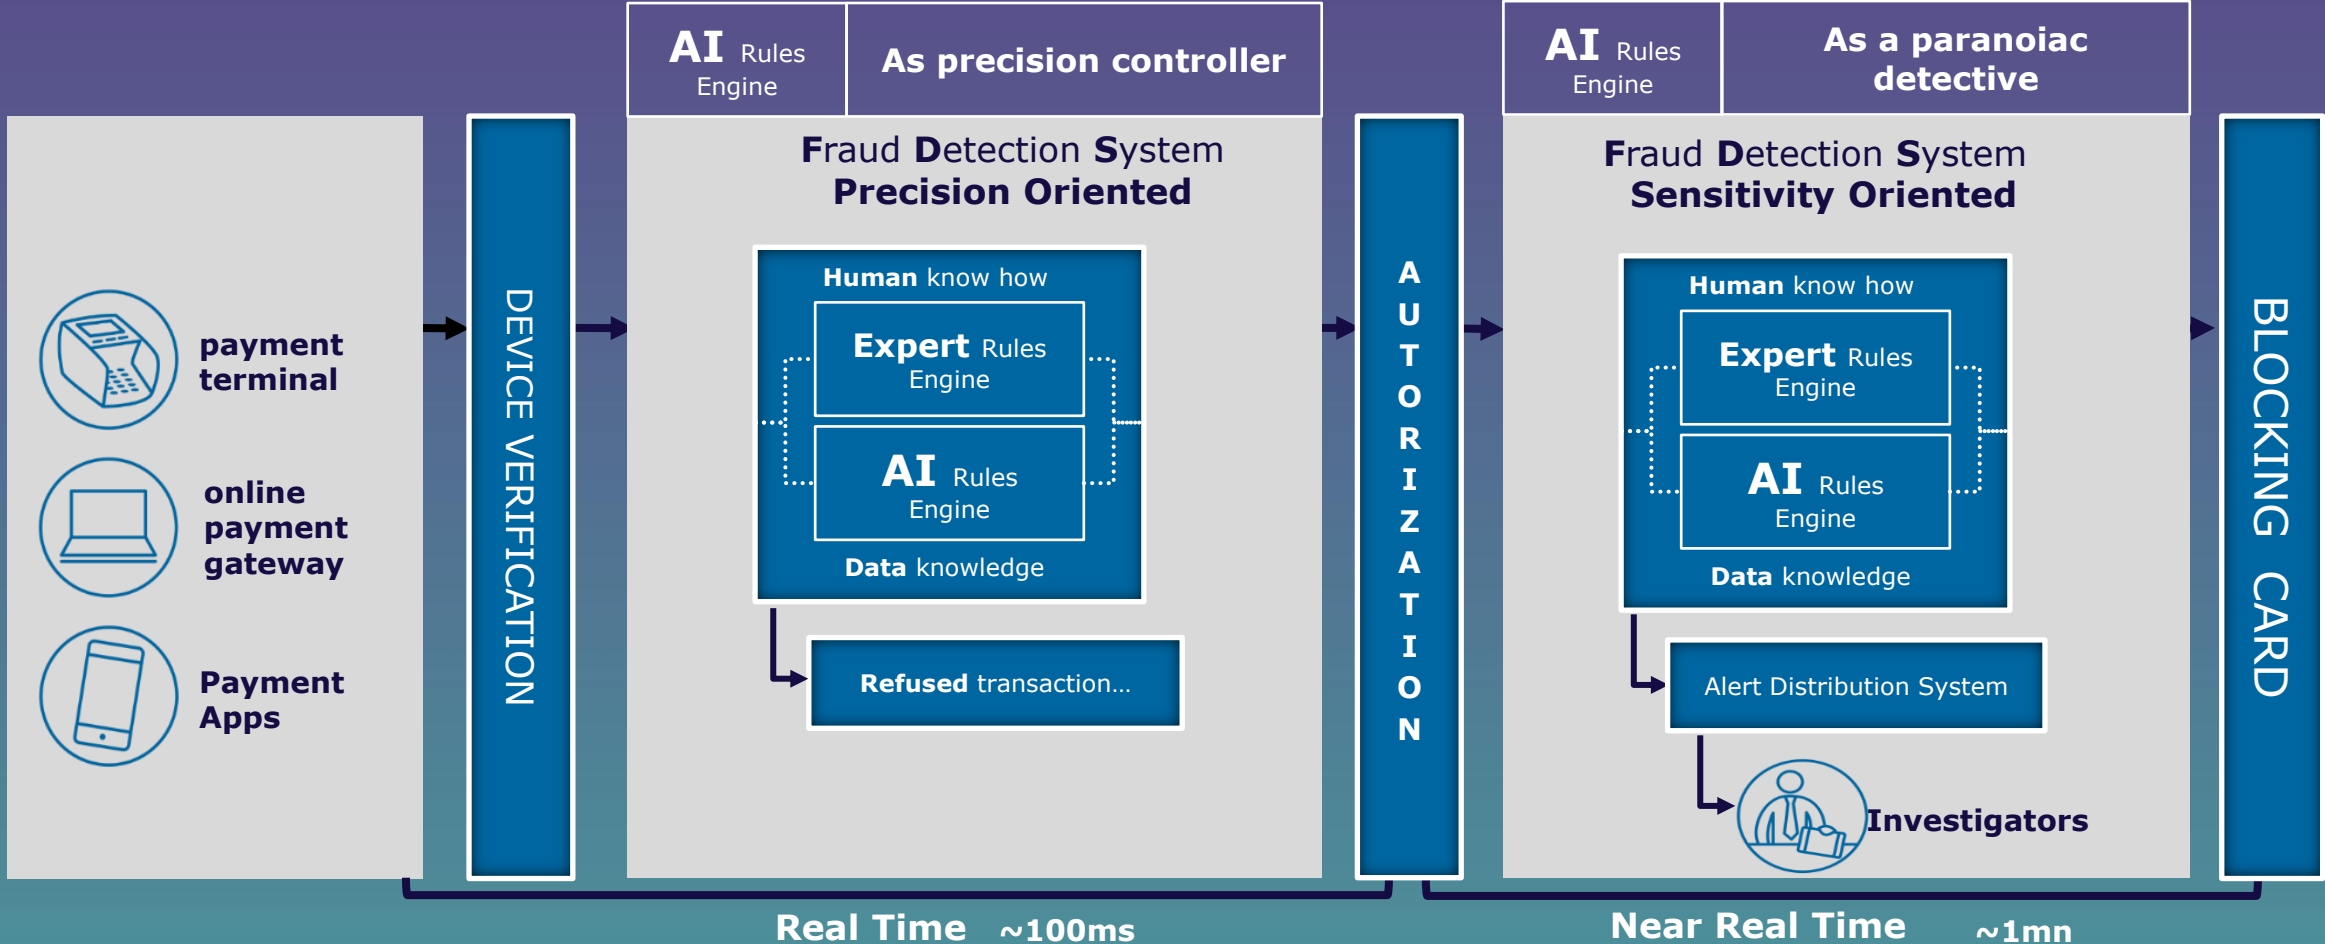 payment
terminal
online
payment
gateway
Payment
Apps
DEVICE VERIFICATION
AI Rules
Engine
As precision controller
Fraud Detection System
Precision Oriented
Human know how
Expert Rules
Engine
AI Rules
Engine
Data knowledge
Refused transaction...
AUTORIZATION
AI Rules
Engine
As a paranoiac
detective
Fraud Detection System
Sensitivity Oriented
Human know how
Expert Rules
Engine
AI Rules
Engine
Data knowledge
Alert Distribution System
Investigators
BLOCKING CARD
Real Time ~100ms
Near Real Time ~1mn